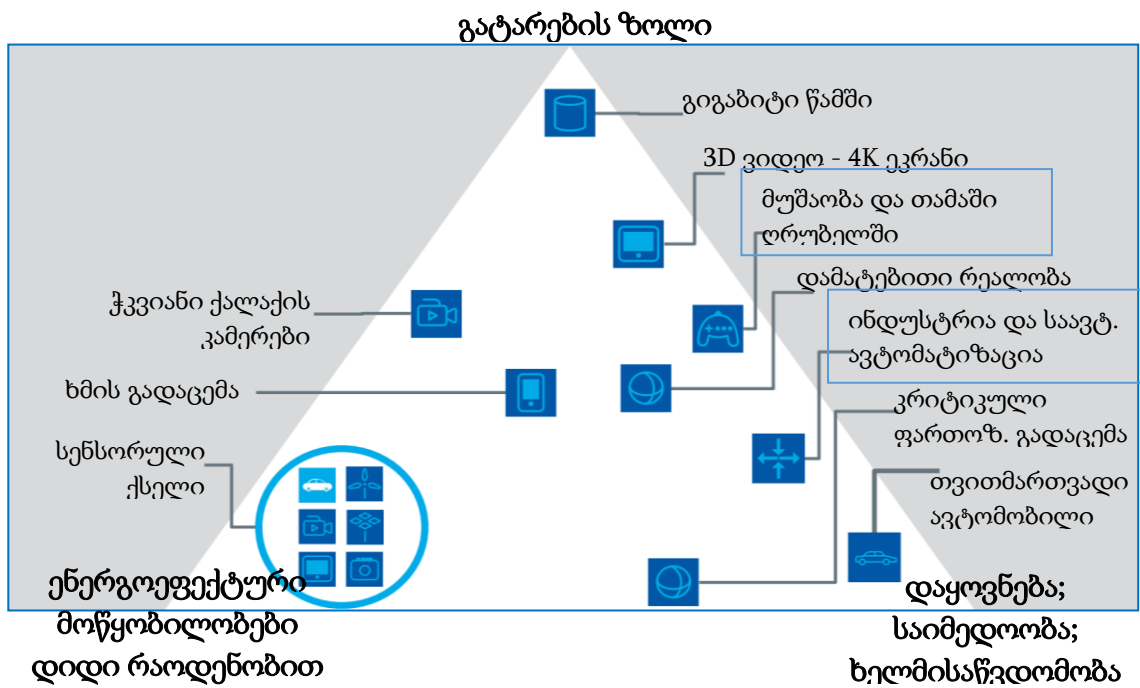 გატარების ზოლი
გიგაბიტი წამში
3D ვიდეო - 4K ეკრანი
მუშაობა და თამაში
ღრუბელში
დამატებითი რეალობა
ჭკვიანი ქალაქის
კამერები
ინდუსტრია და საავტ.
ავტომატიზაცია
ხმის გადაცემა
კრიტიკული
ფართოზ. გადაცემა
სენსორული
ქსელი
თვითმართვადი
ავტომობილი
ენერგოეფექტური
მოწყობილობები
დიდი რაოდენობით
დაყოვნება;
საიმედოობა;
ხელმისაწვდომობა